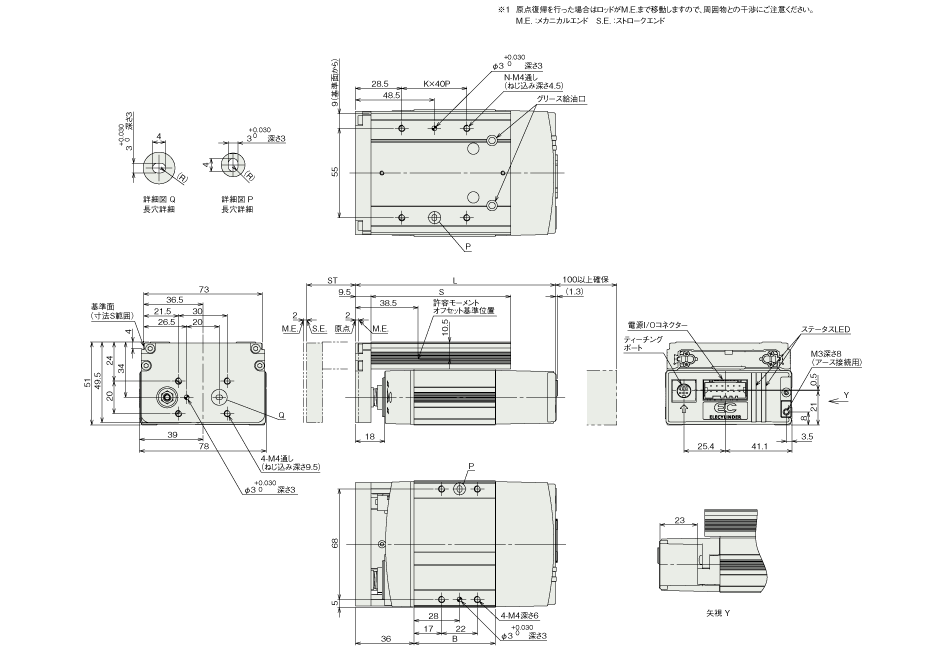 ※1 原点復帰を行った場合はロッドがM.E.まで移動しますので、周囲物との干渉にご注意ください。
M.E.：メカニカルエンド S.E.：ストロークエンド
9(基準面から)
28.5
K×40P
48.5
φ3 +0.030 0 深さ3
N-M4通し
（ねじ込み深さ4.5）
グリース給油口
55
P
3 +0.030 0 深さ3
4
(R)
詳細図 Q
長穴詳細
3 +0.030 0 深さ3
4
(R)
詳細図 P
長穴詳細
73
36.5
21.5
30
26.5
20
基準面
（寸法S範囲）
4
51
49.5
24
20
34
39
78
Q
4-M4通し
（ねじ込み深さ9.5）
φ3 +0.030 0 深さ3
ST
L
100以上確保
9.5
S
(1.3)
38.5
許容モーメント
オフセット基準位置
2
2
M.E.
S.E.
原点
M.E.
10.5
18
電源I/Oコネクター
ティーチング
ポート
ステータスLED
M3深さ8
（アース接続用）
0.5
21
8
Y
EC
ELECYLINDER
3.5
25.4
41.1
P
68
5
28
17
22
36
B
4-M4深さ6
φ3 +0.030 0 深さ3
23
矢視 Y